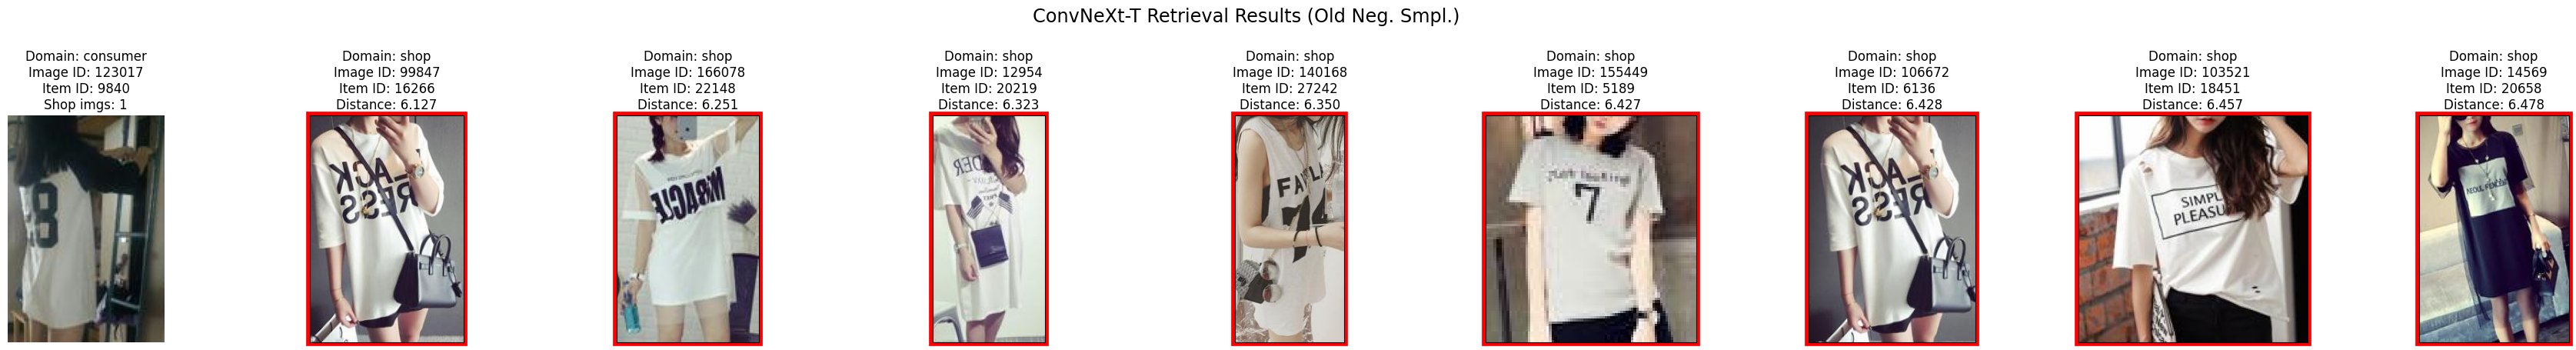 ConvNeXt-T Retrieval Results (Old Neg. Smpl.)
Domain: consumer
Image ID: 123017
Item ID: 9840
Shop imgs: 1
Domain: shop
Image ID: 99847
Item ID: 16266
Distance: 6.127
Domain: shop
Image ID: 166078
Item ID: 22148
Distance: 6.251
Domain: shop
Image ID: 12954
Item ID: 20219
Distance: 6.323
Domain: shop
Image ID: 140168
Item ID: 27242
Distance: 6.350
Domain: shop
Image ID: 155449
Item ID: 5189
Distance: 6.427
Domain: shop
Image ID: 106672
Item ID: 6136
Distance: 6.428
Domain: shop
Image ID: 103521
Item ID: 18451
Distance: 6.457
Domain: shop
Image ID: 14569
Item ID: 20658
Distance: 6.478
MIRACLE
7
SIMPL
PLEASU